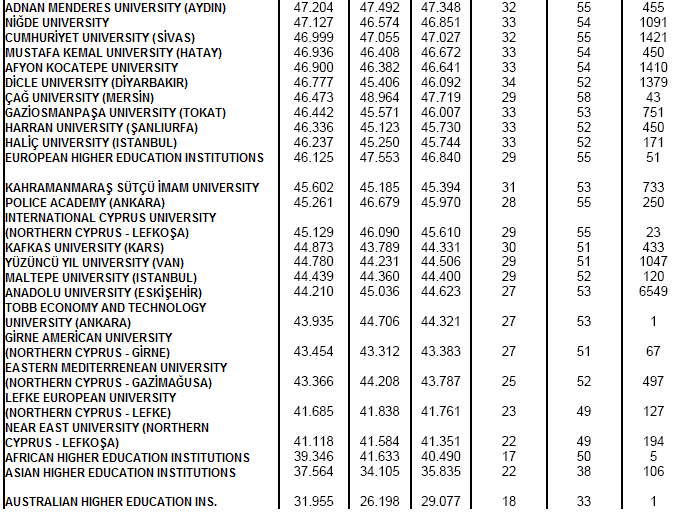 ADNAN MENDERES UNIVERSITY (AYDIN) 47.204 47.492 47.348 32 55 455
NİĞDE UNIVERSITY 47.127 46.574 46.851 33 54 1091
CUMHURİYET UNIVERSITY (SİVAS) 46.999 47.055 47.027 32 55 1421
MUSTAFA KEMAL UNIVERSITY (HATAY) 46.936 46.408 46.672 33 54 450
AFYON KOCATEPE UNIVERSITY 46.900 46.382 46.641 33 54 1410
DİCLE UNIVERSITY (DİYARBAKIR) 46.777 45.406 46.092 34 52 1379
ÇAĞ UNIVERSITY (MERSİN) 46.473 48.964 47.719 29 58 43
GAZİOSMANPAŞA UNIVERSITY (TOKAT) 46.442 45.571 46.007 33 53 751
HARRAN UNIVERSITY (ŞANLIURFA) 46.336 45.123 45.730 33 52 450
HALİÇ UNIVERSITY (ISTANBUL) 46.237 45.250 45.744 33 52 171
EUROPEAN HIGHER EDUCATION INSTITUTIONS 46.125 47.553 46.840 29 55 51
KAHRAMANMARAŞ SÜTÇÜ İMAM UNIVERSITY 45.602 45.185 45.394 31 53 733
POLICE ACADEMY (ANKARA) 45.261 46.679 45.970 28 55 250
INTERNATIONAL CYPRUS UNIVERSITY
(NORTHERN CYPRUS - LEFKOŞA) 45.129 46.090 45.610 29 55 23
KAFKAS UNIVERSITY (KARS) 44.873 43.789 44.331 30 51 433
YÜZÜNCÜ YIL UNIVERSITY (VAN) 44.780 44.231 44.506 29 51 1047
MALTEPE UNIVERSITY (ISTANBUL) 44.439 44.360 44.400 29 52 120
ANADOLU UNIVERSITY (ESKİŞEHİR) 44.210 45.036 44.623 27 53 6549
TOBB ECONOMY AND TECHNOLOGY
UNIVERSITY (ANKARA) 43.935 44.706 44.321 27 53 1
GİRNE AMERİCAN UNIVERSITY
(NORTHERN CYPRUS - GİRNE) 43.454 43.312 43.383 27 51 67
EASTERN MEDITERRENEAN UNIVERSITY
(NORTHERN CYPRUS - GAZİMAĞUSA) 43.366 44.208 43.787 25 52 497
LEFKE EUROPEAN UNIVERSITY
(NORTHERN CYPRUS - LEFKE) 41.685 41.838 41.761 23 49 127
NEAR EAST UNIVERSITY (NORTHERN
CYPRUS - LEFKOŞA) 41.118 41.584 41.351 22 49 194
AFRICAN HIGHER EDUCATION INSTITUTIONS 39.346 41.633 40.490 17 50 5
ASIAN HIGHER EDUCATION INSTITUTIONS 37.564 34.105 35.835 22 38 106
AUSTRALIAN HIGHER EDUCATION INS. 31.955 26.198 29.077 18 33 1